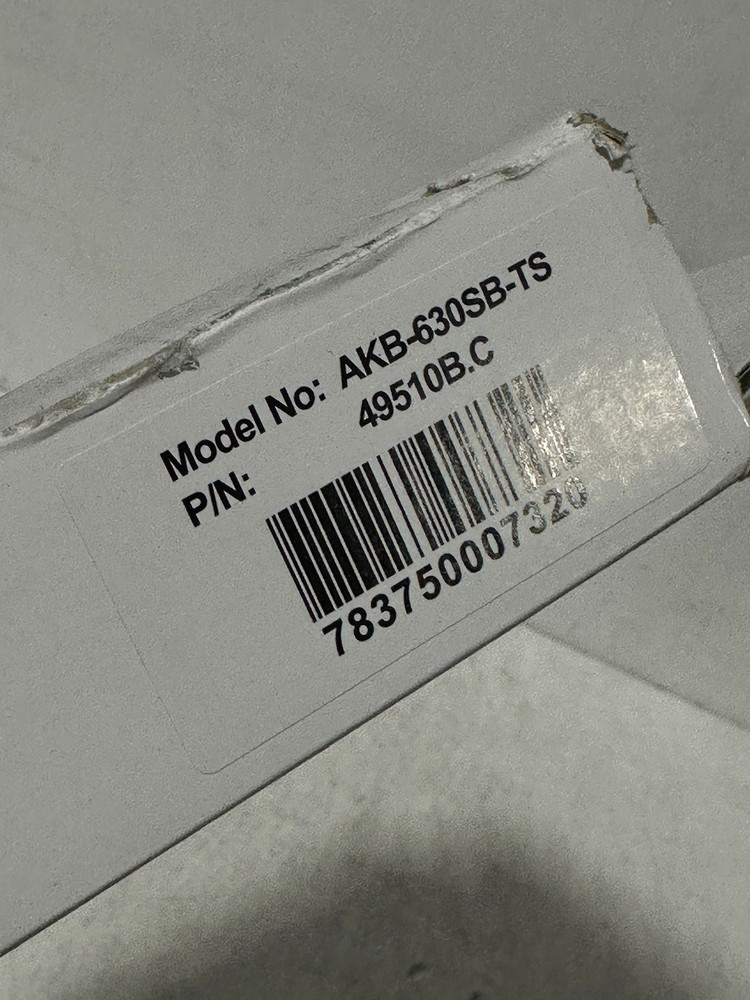 Model No: AKB-630SB-TS
P/N: 49510B.C
783750007320